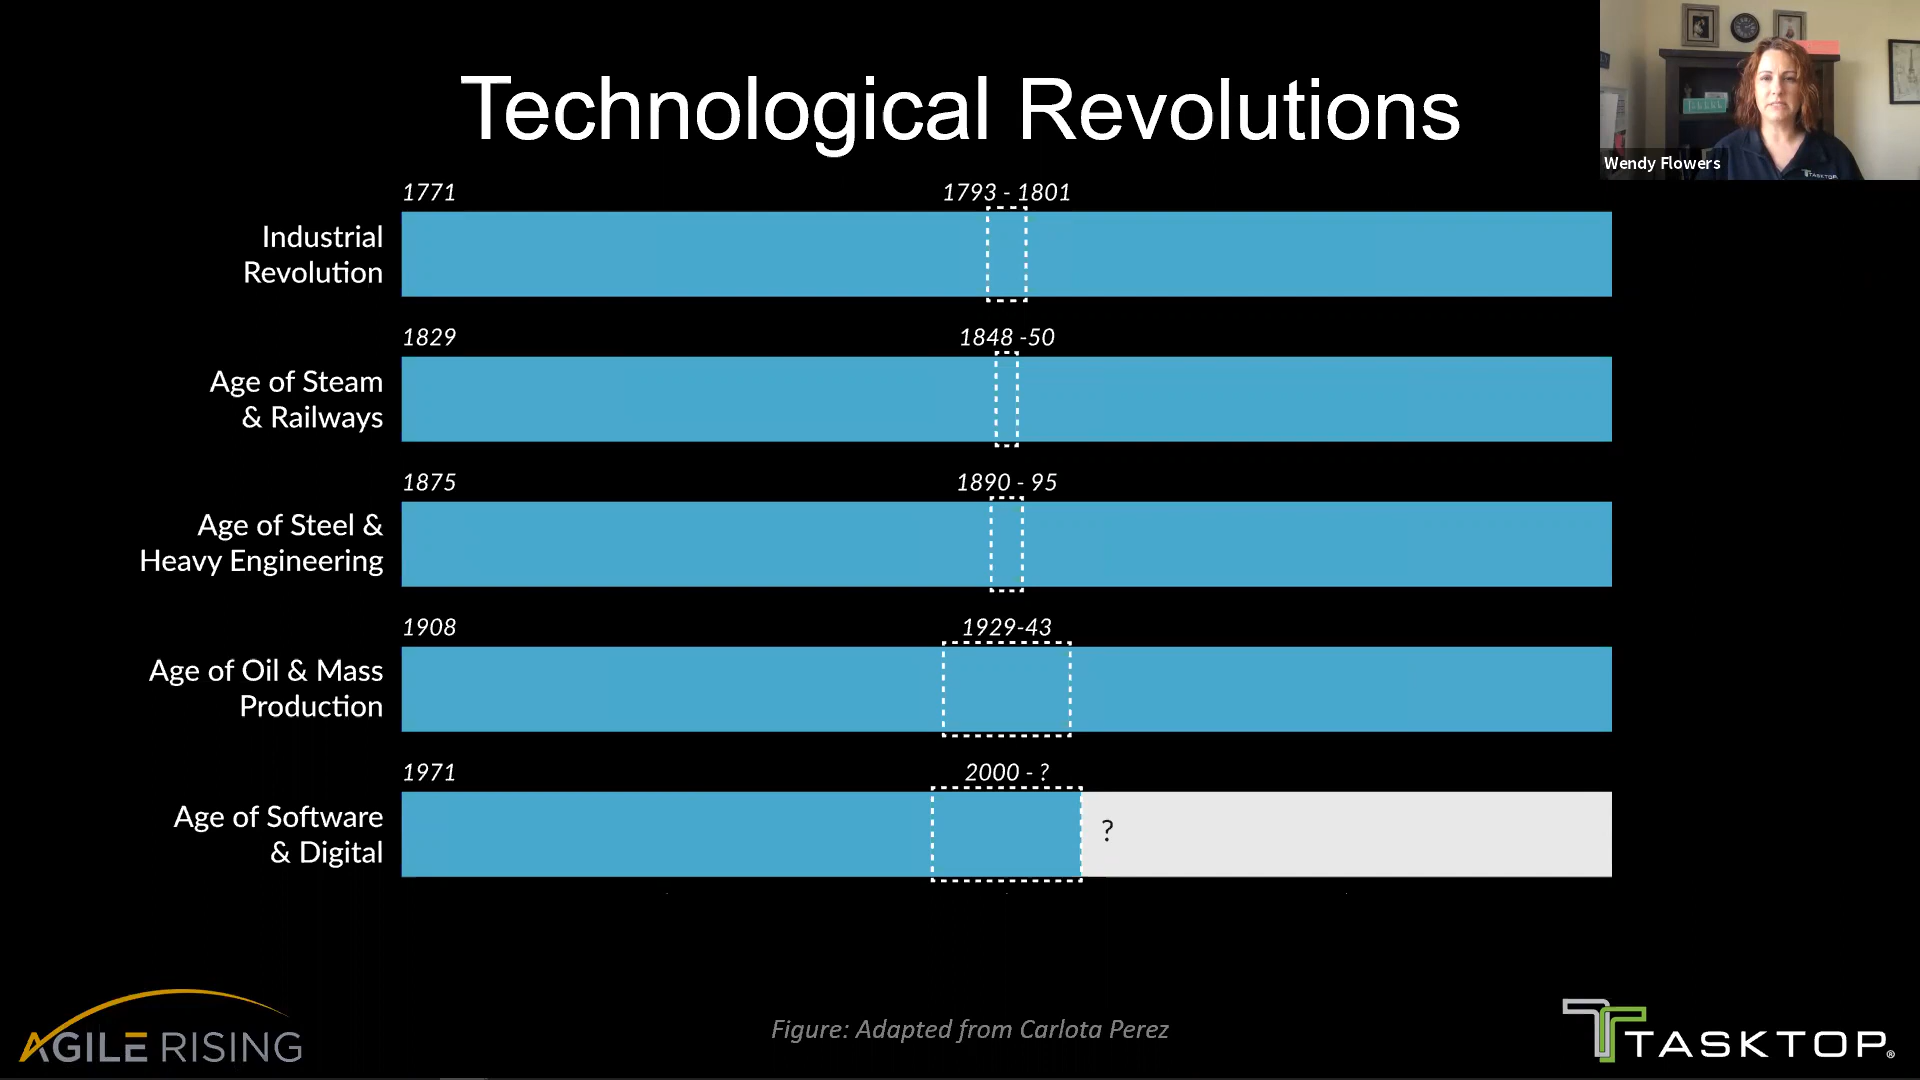 Technological Revolutions
Wendy Flowers
TASKTOP
1771
1793 - 1801
Industrial
Revolution
1829
1848 -50
Age of Steam
& Railways
1875
1890 - 95
Age of Steel &
Heavy Engineering
1908
1929-43
Age of Oil & Mass
Production
1971
2000 - ?
Age of Software
& Digital
?
AGILE RISING
Figure: Adapted from Carlota Perez
TASKTOP®